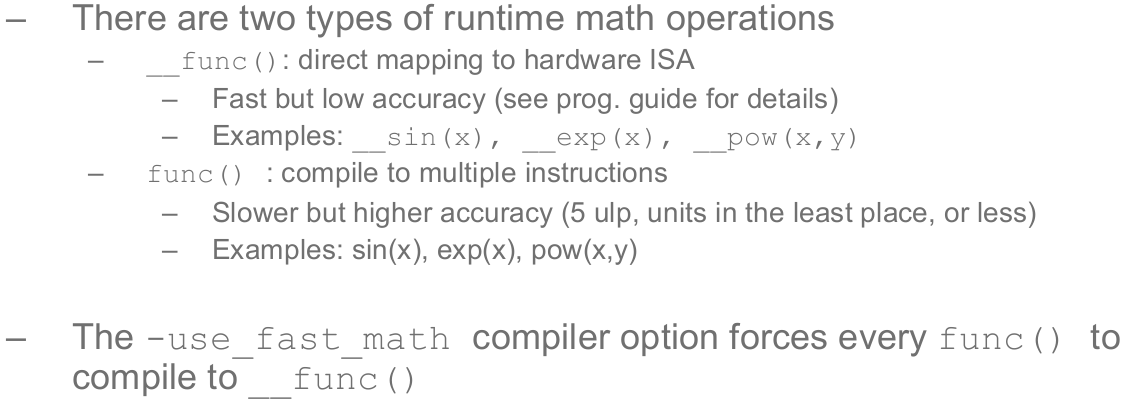 – There are two types of runtime math operations
– __func(): direct mapping to hardware ISA
– Fast but low accuracy (see prog. guide for details)
– Examples: __sin(x), __exp(x), __pow(x,y)
– func() : compile to multiple instructions
– Slower but higher accuracy (5 ulp, units in the least place, or less)
– Examples: sin(x), exp(x), pow(x,y)
– The -use_fast_math compiler option forces every func() to
compile to __func()